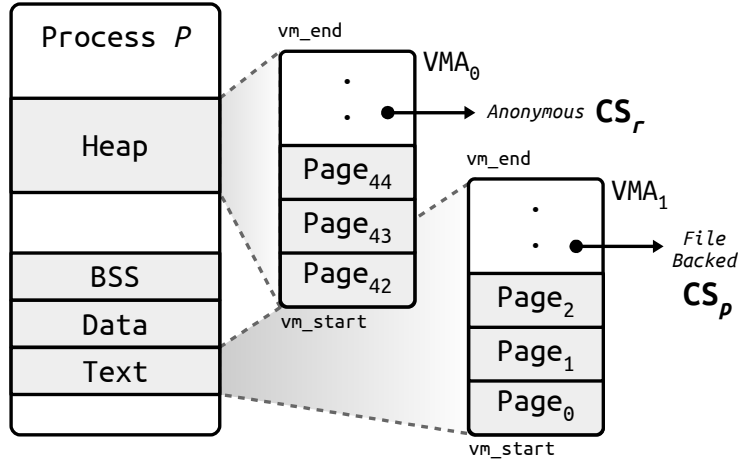 Process P
Heap
BSS
Data
Text
vm_end
VMA0
.
.
Anonymous CSr
Page44
Page43
Page42
vm_start
vm_end
VMA1
.
.
File
Backed
CSp
Page2
Page1
Page0
vm_start